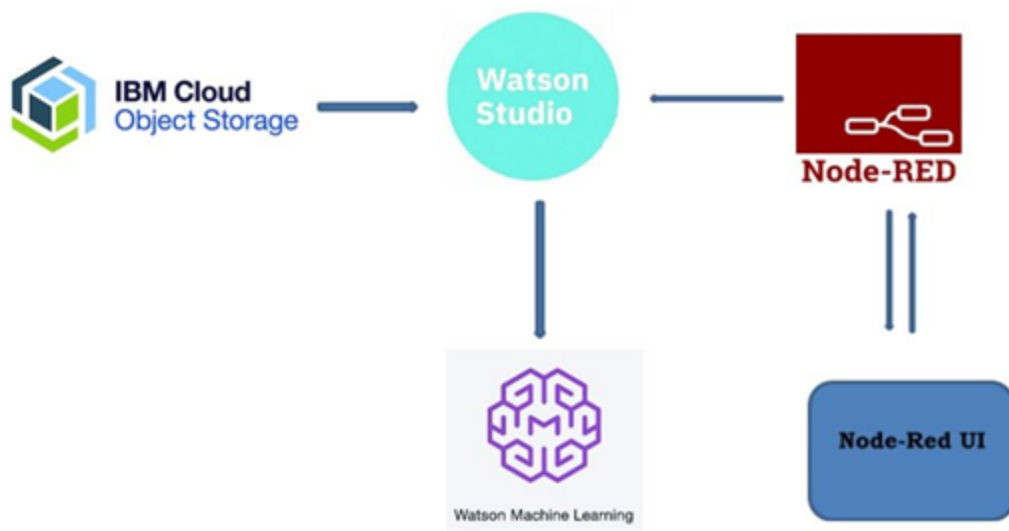 IBM Cloud
Object Storage
Watson
Studio
Node-RED
Watson Machine Learning
Node-Red UI